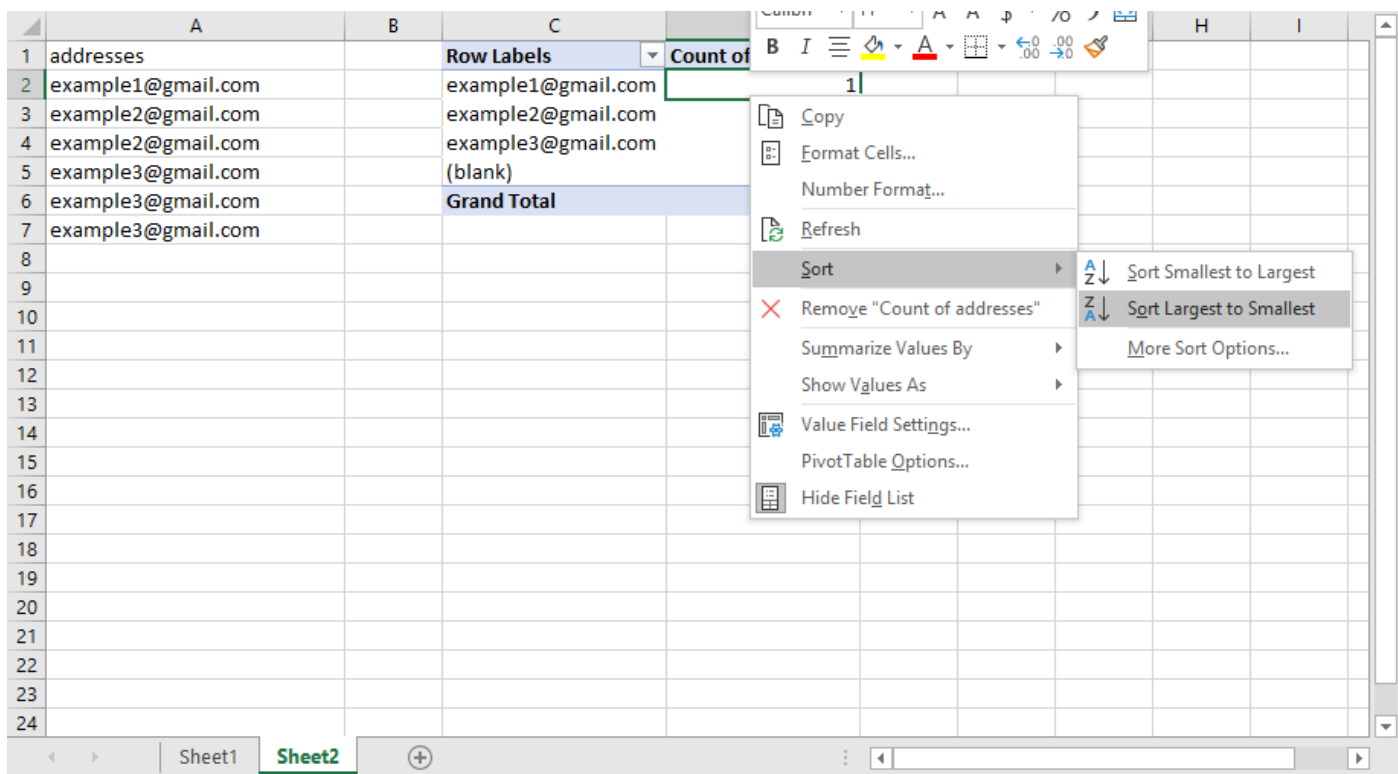 A B C H I
$ %
B I A .00 .00
1 addresses Row Labels Count of
2 example1@gmail.com example1@gmail.com 1
3 example2@gmail.com example2@gmail.com
4 example2@gmail.com example3@gmail.com
5 example3@gmail.com (blank)
6 example3@gmail.com Grand Total
7 example3@gmail.com
8
9
10
11
12
13
14
15
16
17
18
19
20
21
22
23
24
Copy
Format Cells...
Number Format...
Refresh
Sort
Remove "Count of addresses"
Summarize Values By
Show Values As
Value Field Settings...
PivotTable Options...
Hide Field List
Sort Smallest to Largest
Sort Largest to Smallest
More Sort Options...
Sheet1 Sheet2